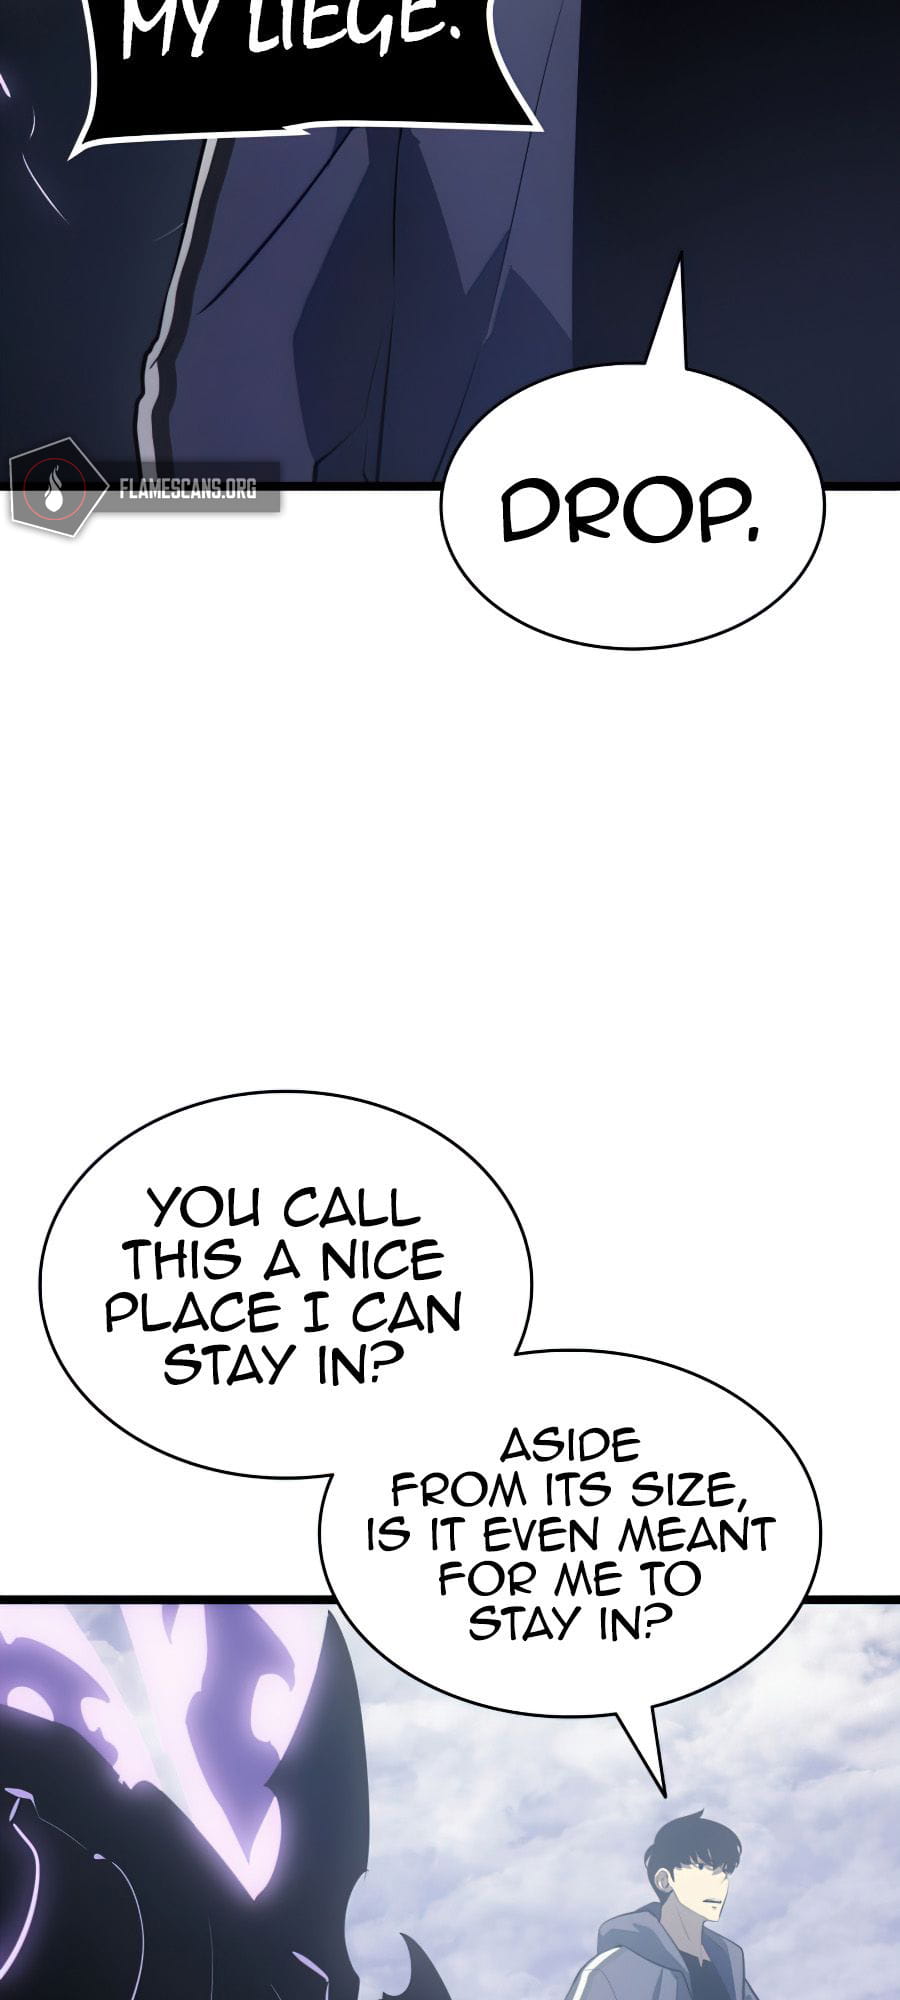 MY LIEGE.
FLAMESCANS.ORG
DROP.
YOU CALL
THIS A NICE
PLACE I CAN
STAY IN?
ASIDE
FROM ITS SIZE,
IS IT EVEN MEANT
FOR ME TO
STAY IN?